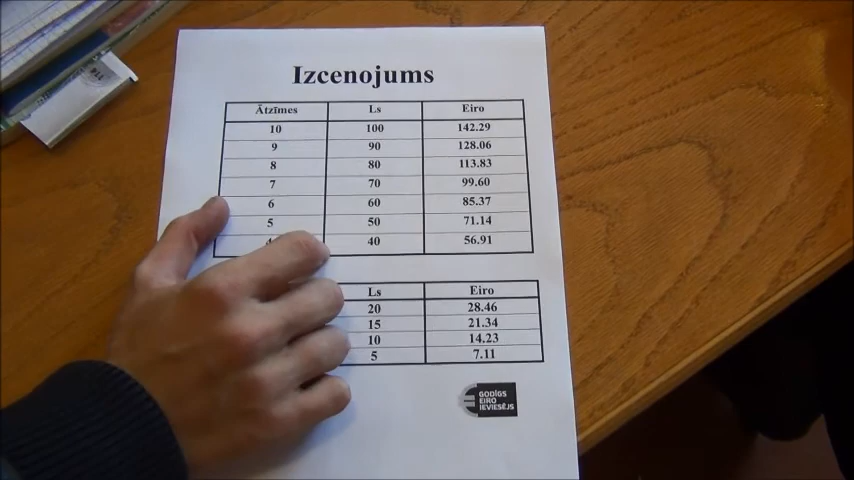 Izcenojums
Ātzīmes Ls Eiro
10 100 142.29
9 90 128.06
8 80 113.83
7 70 99.60
6 60 85.37
5 50 71.14
40 56.91
Ls Eiro
20 28.46
15 21.34
10 14.23
5 7.11
GODĪGS
EIRO
IEVIESĒJS